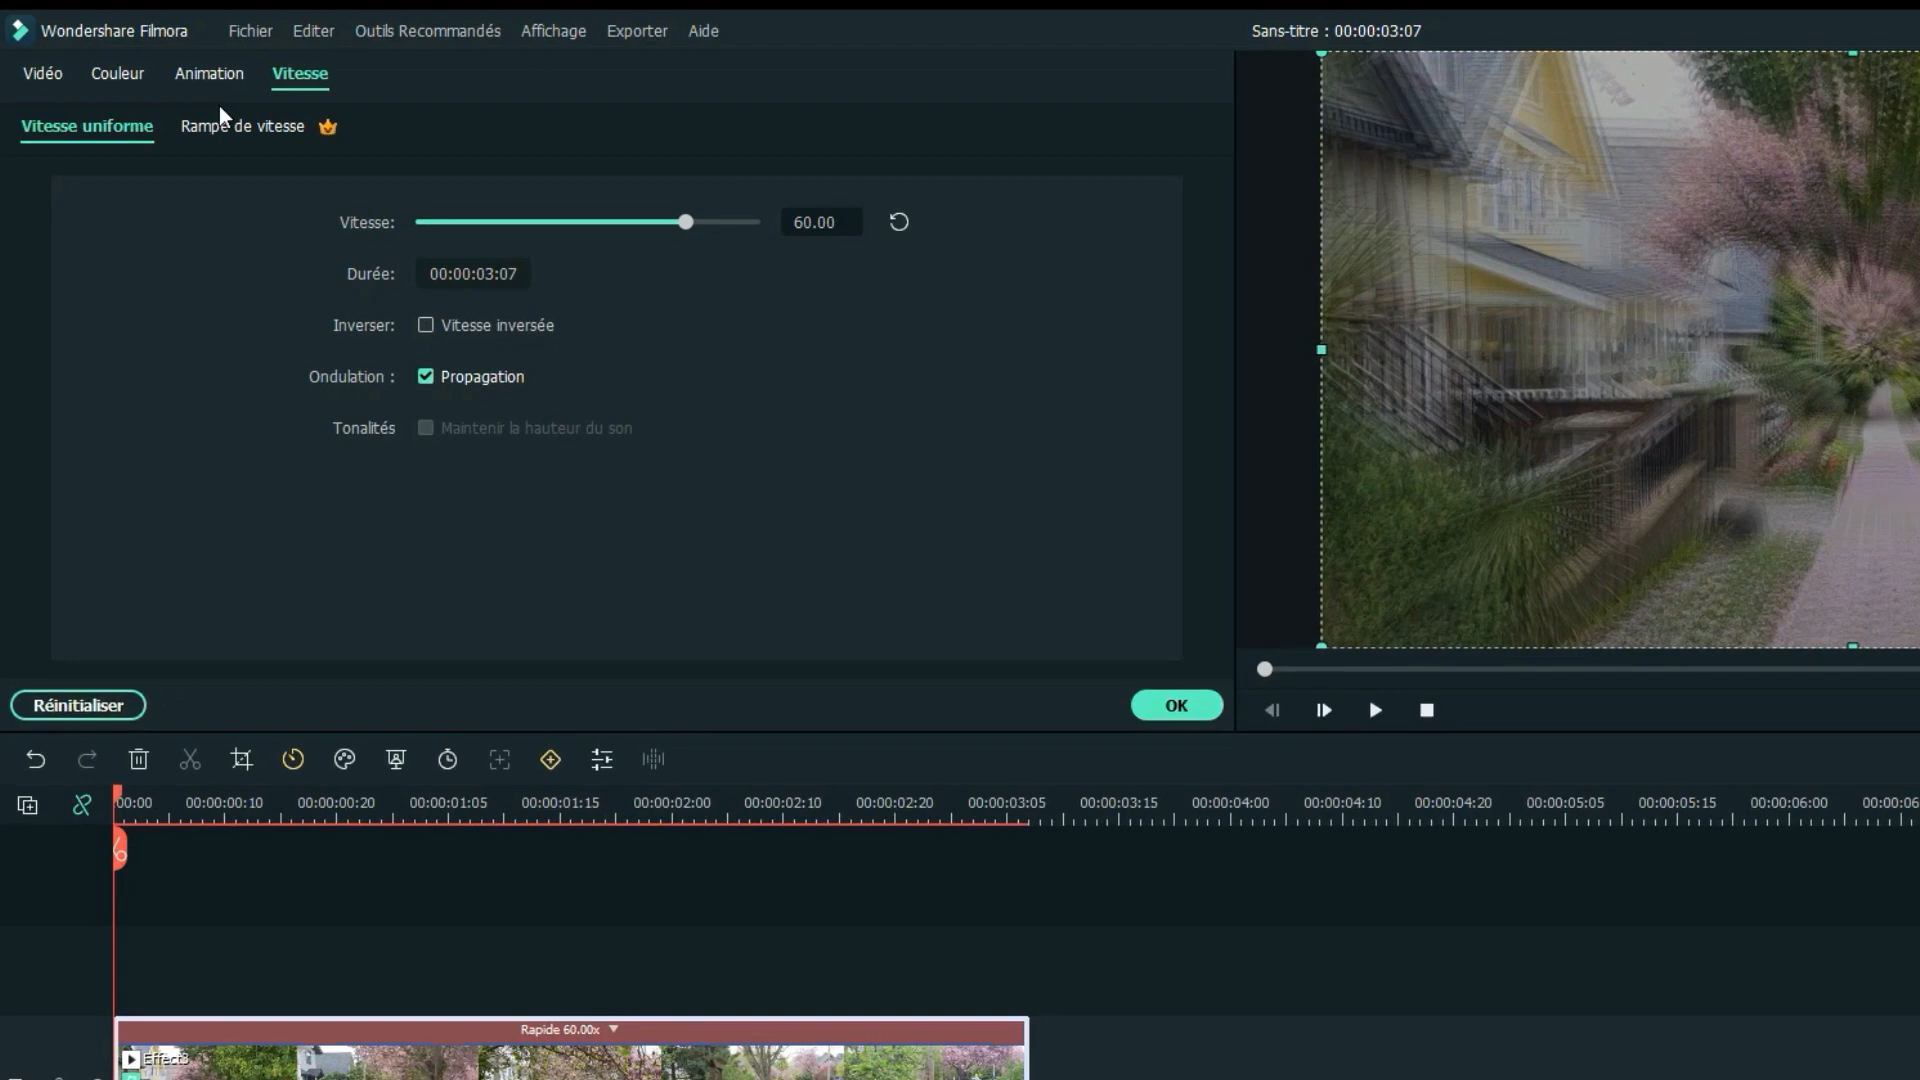 Wondershare Filmora Fichier Editer Outils Recommandés Affichage Exporter Aide Sans-titre : 00:00:03:07
Vidéo Couleur Animation Vitesse
Vitesse uniforme Rampe de vitesse
Vitesse: 60.00
Durée: 00:00:03:07
Inverser: Vitesse inversée
Ondulation : Propagation
Tonalités Maintenir la hauteur du son
Réinitialiser OK
00:00 00:00:00:10 00:00:00:20 00:00:01:05 00:00:01:15 00:00:02:00 00:00:02:10 00:00:02:20 00:00:03:05 00:00:03:15 00:00:04:00 00:00:04:10 00:00:04:20 00:00:05:05 00:00:05:15 00:00:06:00 00:00:06
Rapide 60.00x
Effect3